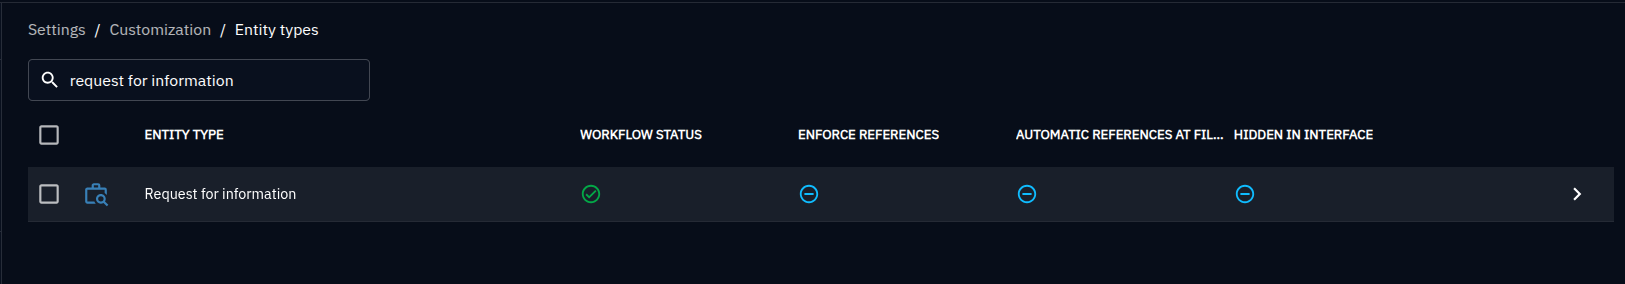 Settings / Customization / Entity types
request for information
ENTITY TYPE WORKFLOW STATUS ENFORCE REFERENCES AUTOMATIC REFERENCES AT FIL... HIDDEN IN INTERFACE
Request for information